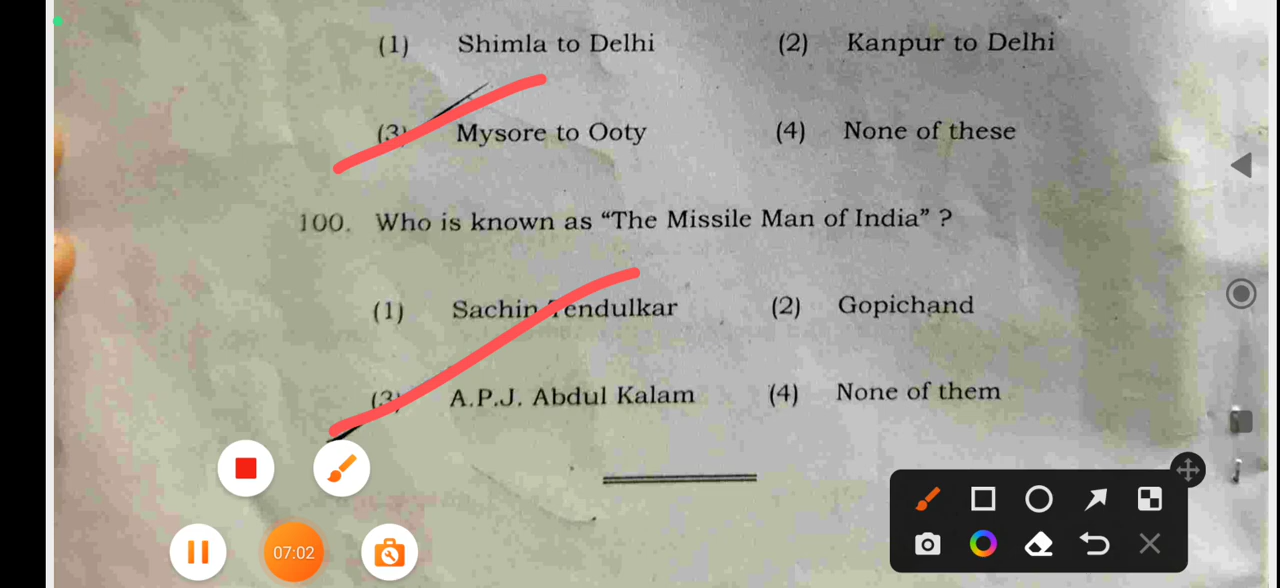 (1) Shimla to Delhi (2) Kanpur to Delhi
(3) Mysore to Ooty (4) None of these
100. Who is known as “The Missile Man of India” ?
(1) Sachin Tendulkar (2) Gopichand
(3) A.P.J. Abdul Kalam (4) None of them
07:02